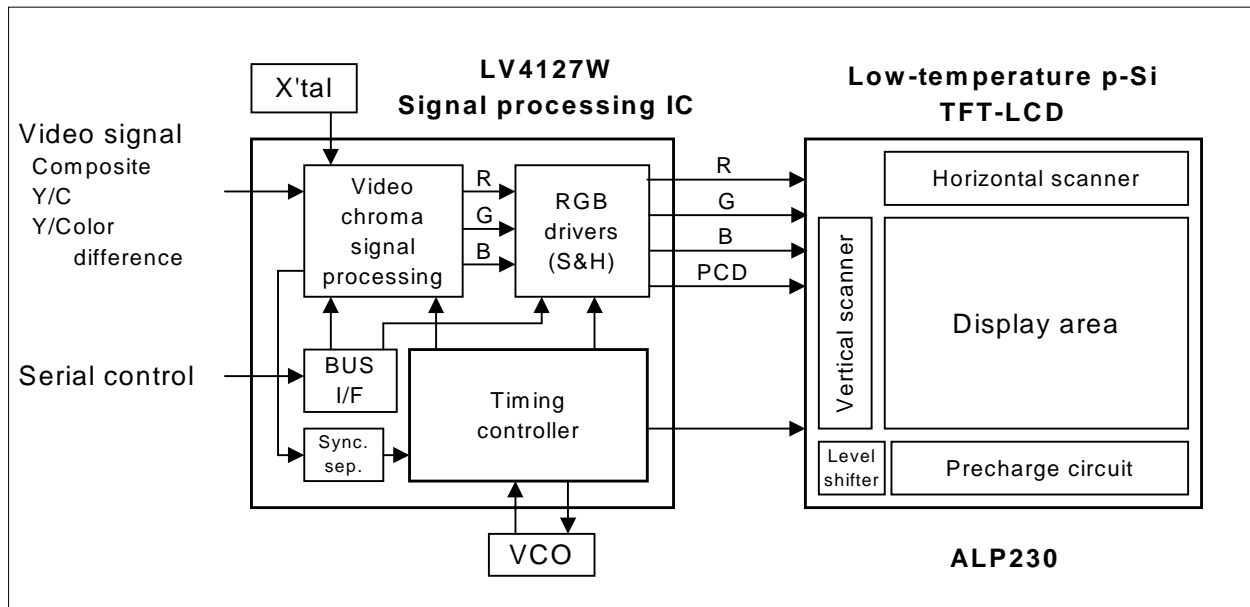 LV4127W
Signal processing IC
Low-temperature p-Si
TFT-LCD
X'tal
Video signal
Composite
Y/C
Y/Color
difference
Video
chroma
signal
processing
R
G
B
RGB
drivers
(S&H)
R
G
B
PCD
Horizontal scanner
Vertical scanner
Display area
Serial control
BUS
I/F
Timing
controller
Sync.
sep.
Level
shifter
Precharge circuit
VCO
ALP230